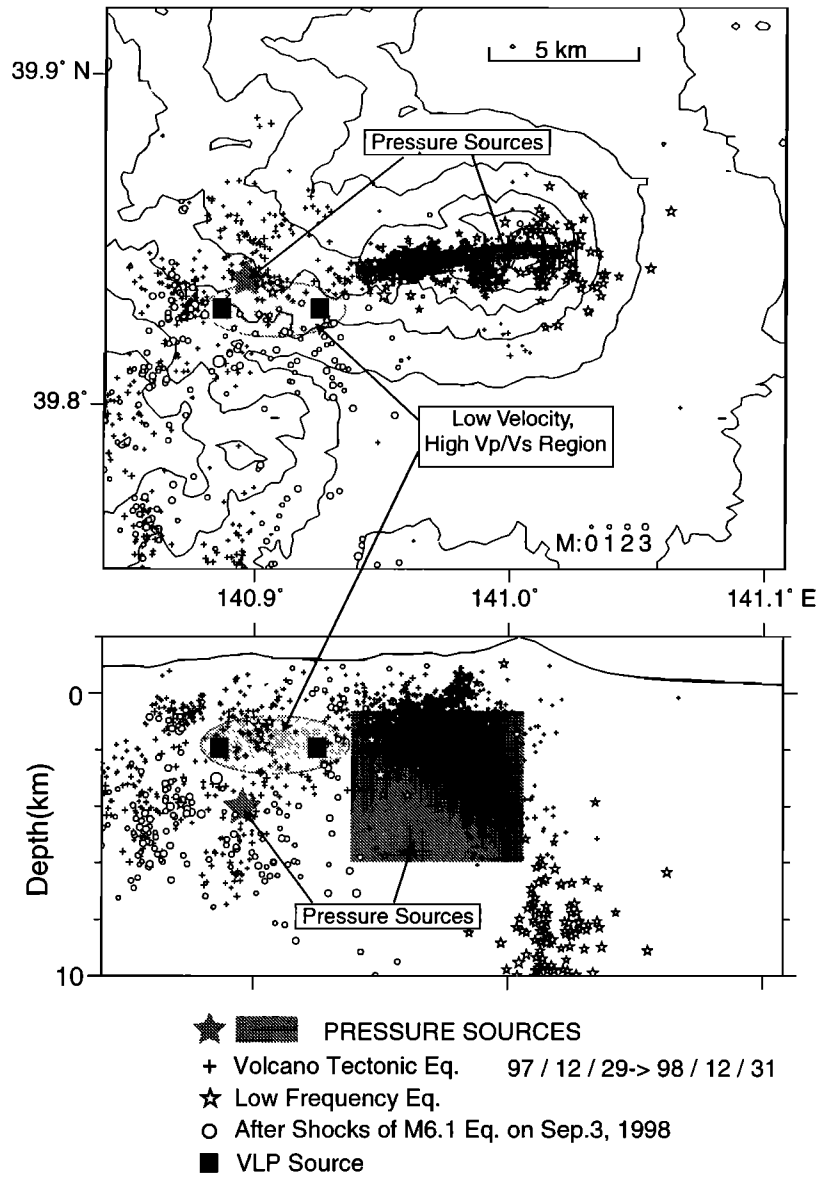 39.9° N
5 km
Pressure Sources
39.8°
Low Velocity,
High Vp/Vs Region
M:0 1 2 3
140.9°
141.0°
141.1° E
0
Depth(km)
Pressure Sources
10
PRESSURE SOURCES
Volcano Tectonic Eq. 97 / 12 / 29-> 98 / 12 / 31
Low Frequency Eq.
After Shocks of M6.1 Eq. on Sep.3, 1998
VLP Source